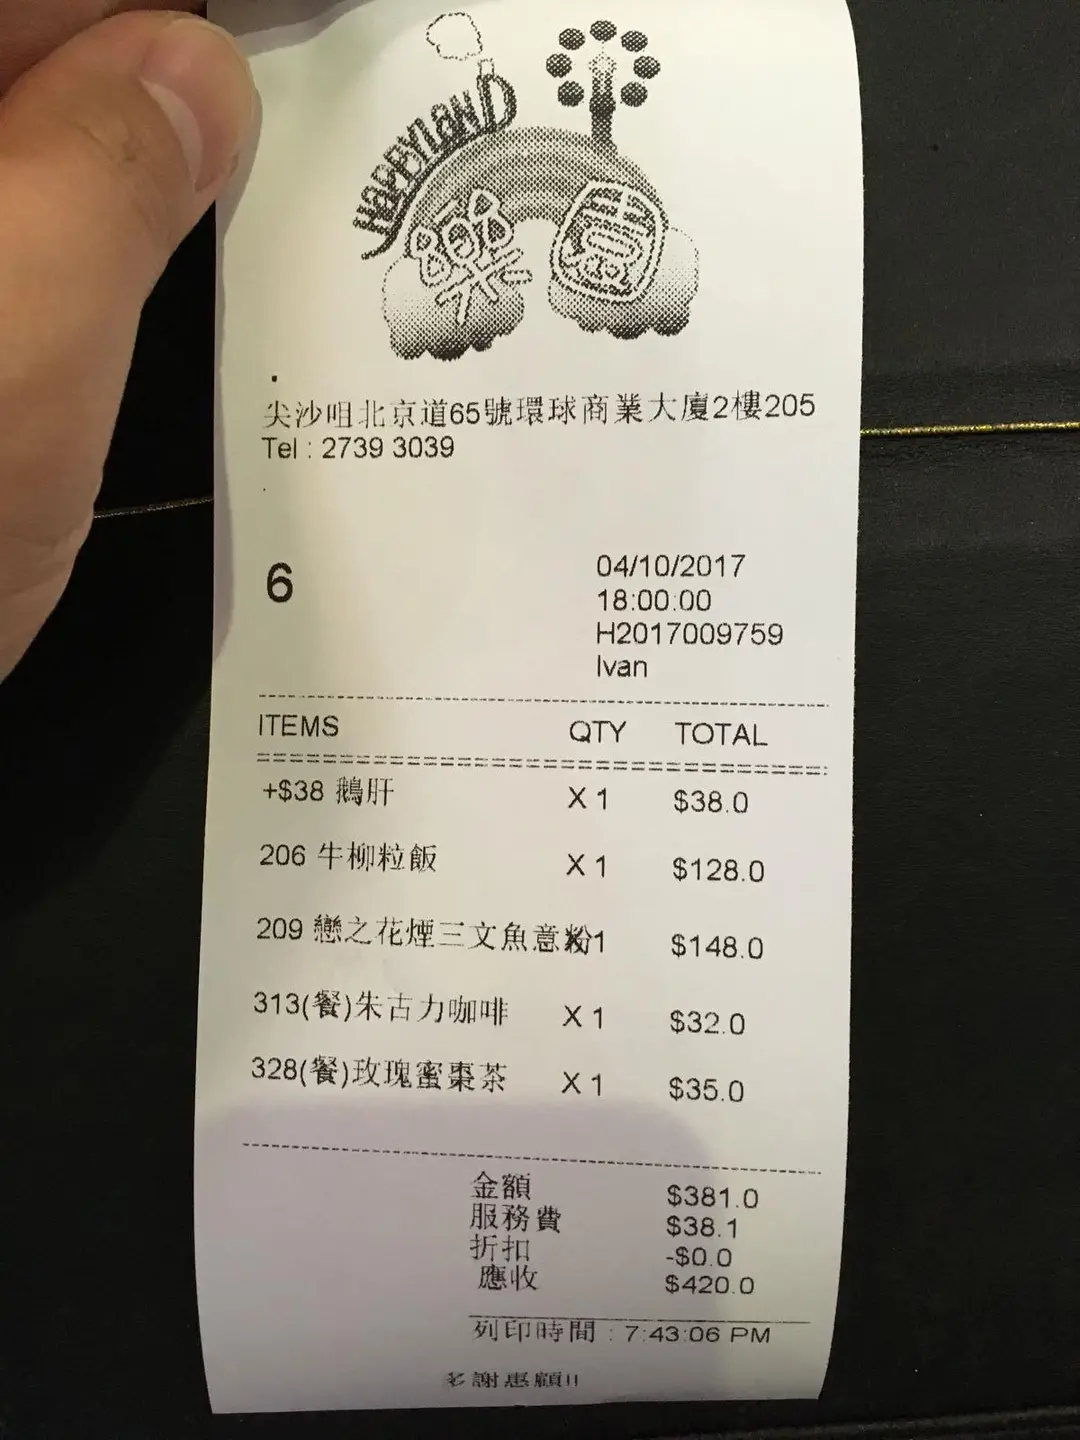 HAPPYLAND
樂園
尖沙咀北京道65號環球商業大廈2樓205
Tel : 2739 3039
6
04/10/2017
18:00:00
H2017009759
Ivan
ITEMS QTY TOTAL
+$38 鵝肝 X 1 $38.0
206 牛柳粒飯 X 1 $128.0
209 戀之花煙三文魚意粉 X 1 $148.0
313(餐)朱古力咖啡 X 1 $32.0
328(餐)玫瑰蜜棗茶 X 1 $35.0
金額 $381.0
服務費 $38.1
折扣 -$0.0
應收 $420.0
列印時間 : 7:43:06 PM
多謝惠顧!!